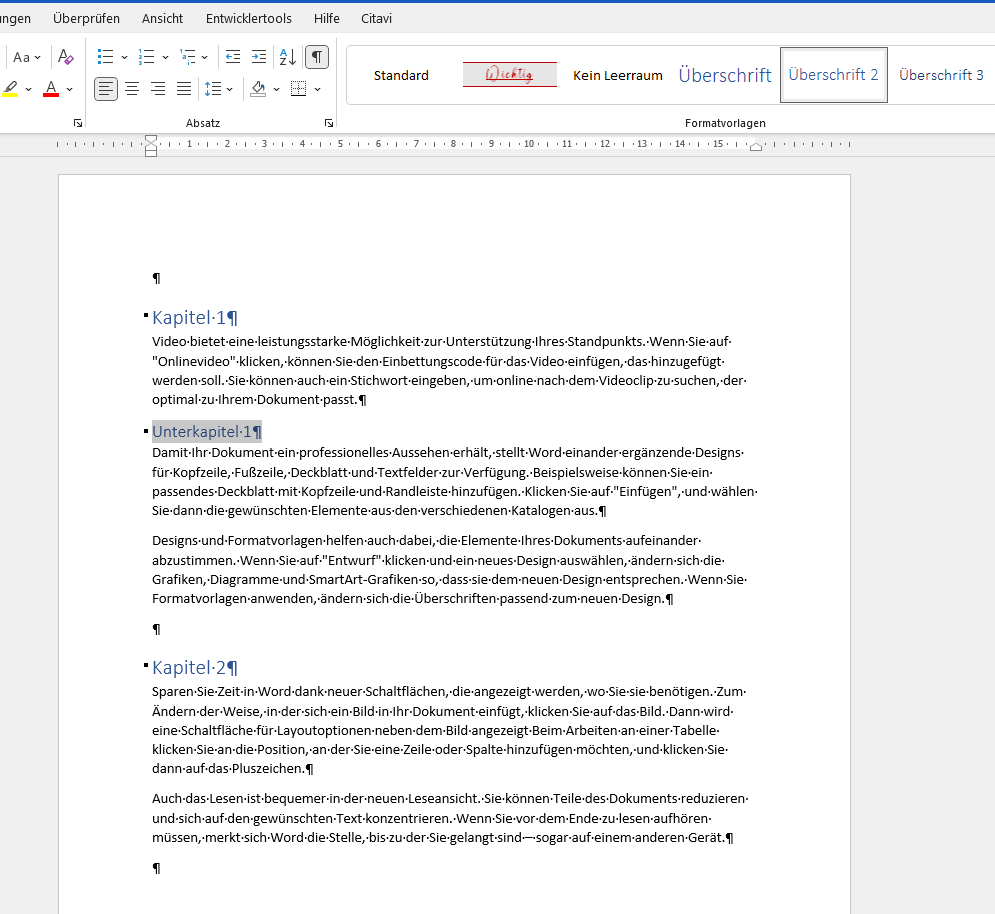 ngen Überprüfen Ansicht Entwicklertools Hilfe Citavi
Aa
Standard Wichtig Kein Leerraum Überschrift Überschrift 2 Überschrift 3
Absatz Formatvorlagen
1 2 3 4 5 6 7 8 9 10 11 12 13 14 15
¶
Kapitel·1¶
Video·bietet·eine·leistungsstarke·Möglichkeit·zur·Unterstützung·Ihres·Standpunkts.·Wenn·Sie·auf·
"Onlinevideo"·klicken,·können·Sie·den·Einbettungscode·für·das·Video·einfügen,·das·hinzugefügt·
werden·soll.·Sie·können·auch·ein·Stichwort·eingeben,·um·online·nach·dem·Videoclip·zu·suchen,·der·
optimal·zu·Ihrem·Dokument·passt.¶
Unterkapitel·1¶
Damit·Ihr·Dokument·ein·professionelles·Aussehen·erhält,·stellt·Word·einander·ergänzende·Designs·
für·Kopfzeile,·Fußzeile,·Deckblatt·und·Textfelder·zur·Verfügung.·Beispielsweise·können·Sie·ein·
passendes·Deckblatt·mit·Kopfzeile·und·Randleiste·hinzufügen.·Klicken·Sie·auf·"Einfügen",·und·wählen·
Sie·dann·die·gewünschten·Elemente·aus·den·verschiedenen·Katalogen·aus.¶
Designs·und·Formatvorlagen·helfen·auch·dabei,·die·Elemente·Ihres·Dokuments·aufeinander·
abzustimmen.·Wenn·Sie·auf·"Entwurf"·klicken·und·ein·neues·Design·auswählen,·ändern·sich·die·
Grafiken,·Diagramme·und·SmartArt-Grafiken·so,·dass·sie·dem·neuen·Design·entsprechen.·Wenn·Sie·
Formatvorlagen·anwenden,·ändern·sich·die·Überschriften·passend·zum·neuen·Design.¶
¶
Kapitel·2¶
Sparen·Sie·Zeit·in·Word·dank·neuer·Schaltflächen,·die·angezeigt·werden,·wo·Sie·sie·benötigen.·Zum·
Ändern·der·Weise,·in·der·sich·ein·Bild·in·Ihr·Dokument·einfügt,·klicken·Sie·auf·das·Bild.·Dann·wird·
eine·Schaltfläche·für·Layoutoptionen·neben·dem·Bild·angezeigt·Beim·Arbeiten·an·einer·Tabelle·
klicken·Sie·an·die·Position,·an·der·Sie·eine·Zeile·oder·Spalte·hinzufügen·möchten,·und·klicken·Sie·
dann·auf·das·Pluszeichen.¶
Auch·das·Lesen·ist·bequemer·in·der·neuen·Leseansicht.·Sie·können·Teile·des·Dokuments·reduzieren·
und·sich·auf·den·gewünschten·Text·konzentrieren.·Wenn·Sie·vor·dem·Ende·zu·lesen·aufhören·
müssen,·merkt·sich·Word·die·Stelle,·bis·zu·der·Sie·gelangt·sind·–·sogar·auf·einem·anderen·Gerät.¶
¶